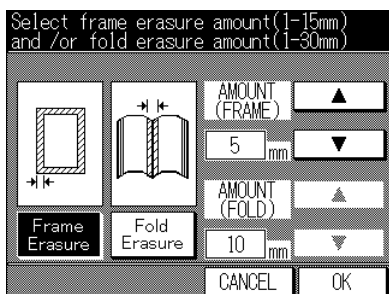 Select frame erasure amount(1-15mm)
and /or fold erasure amount(1-30mm)
AMOUNT
(FRAME)
5 mm
AMOUNT
(FOLD)
10 mm
Frame
Erasure
Fold
Erasure
CANCEL
OK